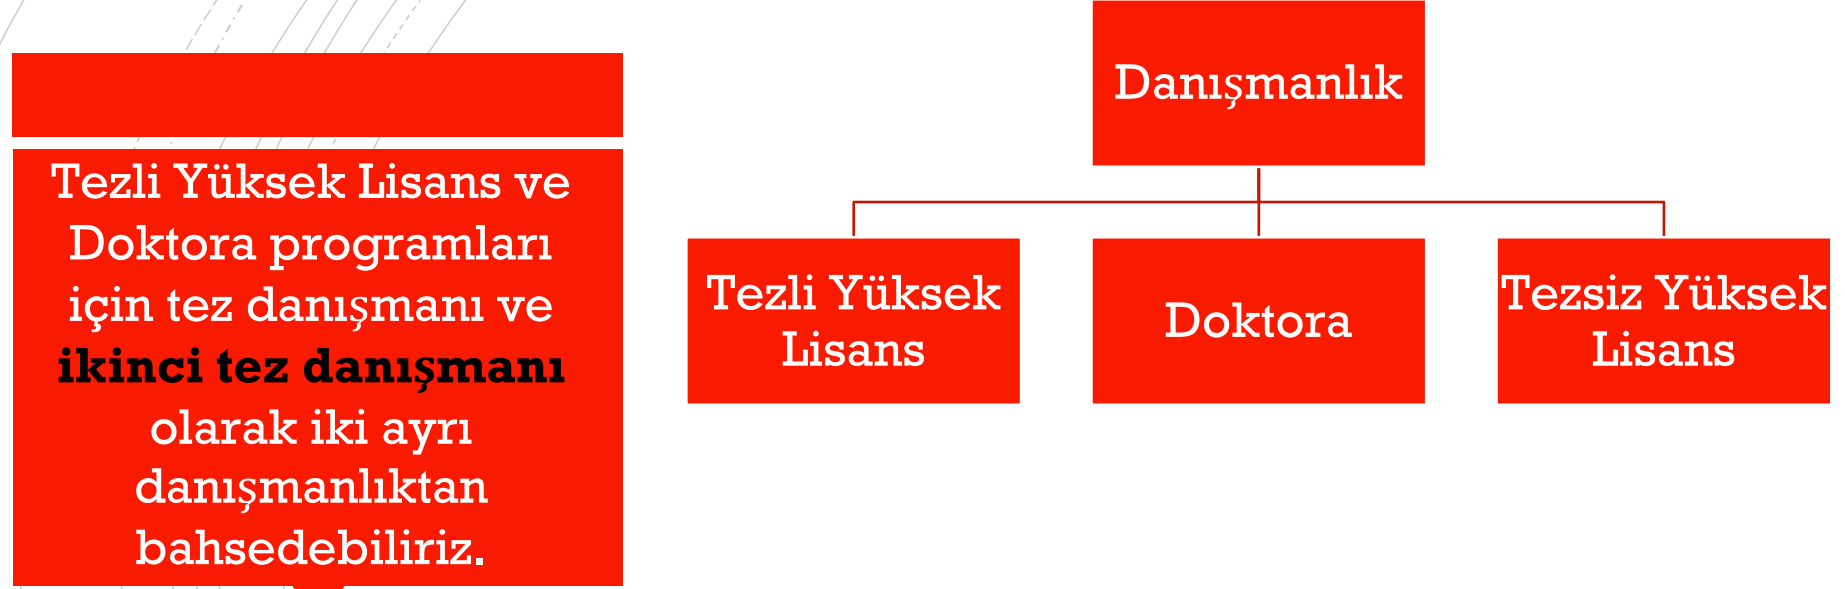 Tezli Yüksek Lisans ve
Doktora programları
için tez danışmanı ve
ikinci tez danışmanı
olarak iki ayrı
danışmanlıktan
bahsedebiliriz.
Danışmanlık
Tezli Yüksek
Lisans
Doktora
Tezsiz Yüksek
Lisans